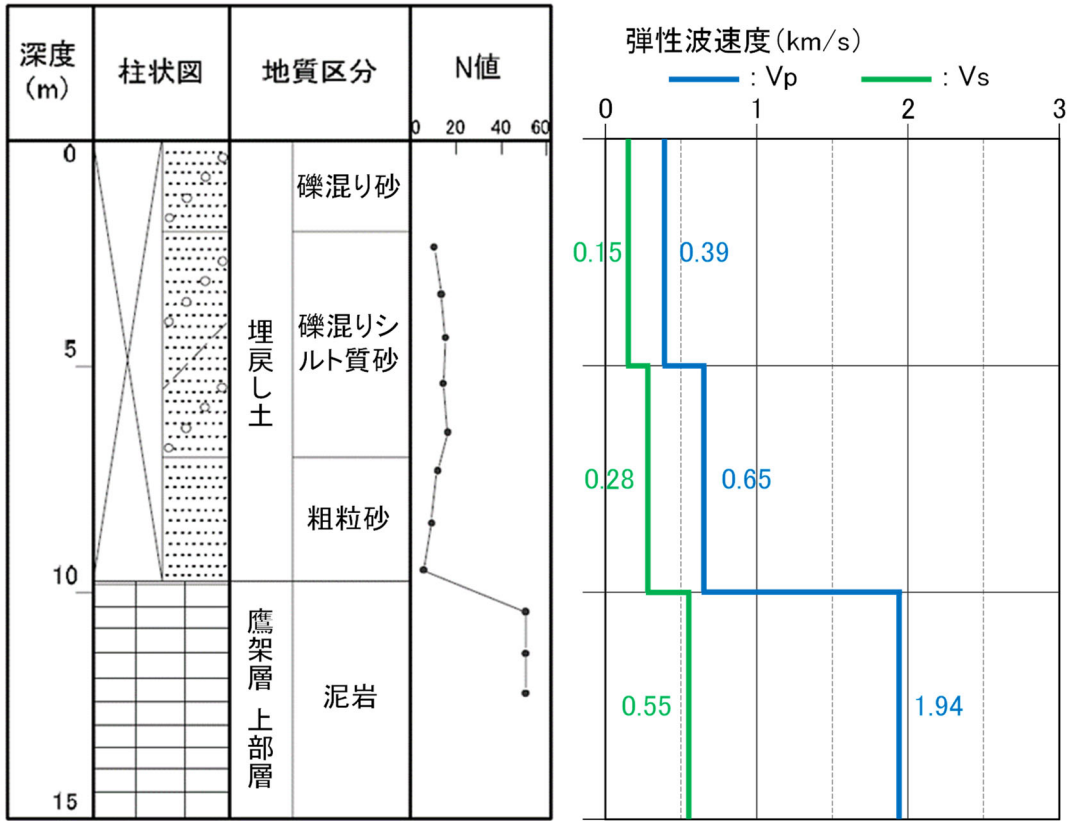 深度
(m)
柱状図
地質区分
N値
0 20 40 60
0
5
10
15
埋戻し土
礫混り砂
礫混りシ
ルト質砂
粗粒砂
鷹架層 上部層
泥岩
弾性波速度(km/s)
: Vp : Vs
0 1 2 3
0.15 0.39
0.28 0.65
0.55 1.94